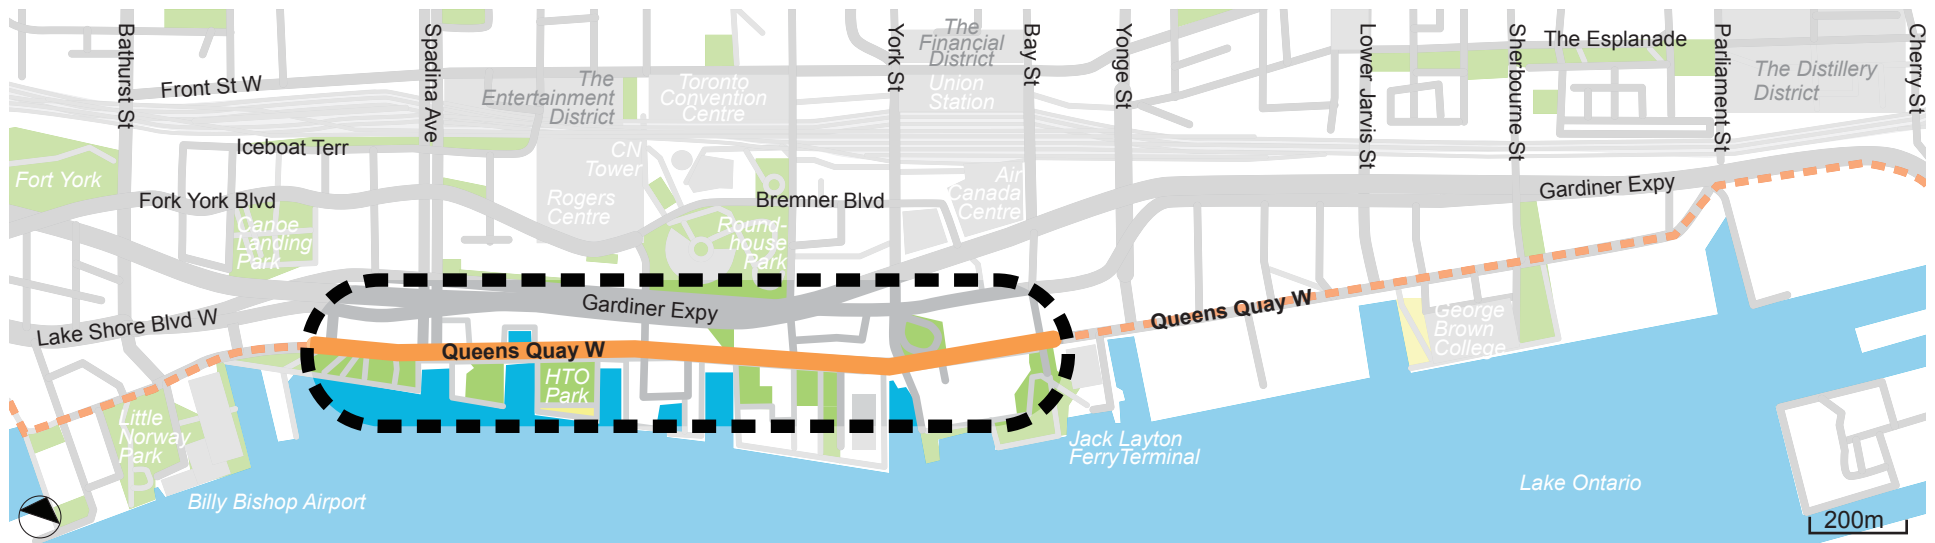 Bathurst St
Spadina Ave
York St
Bay St
Yonge St
Lower Jarvis St
Sherbourne St
Parliament St
Cherry St
The Esplanade
The
Financial
District
The Distillery
District
Front St W
The
Entertainment
District
Toronto
Convention
Centre
Union
Station
Iceboat Terr
CN
Tower
Fort York
Air
Canada
Centre
Gardiner Expy
Fork York Blvd
Rogers
Centre
Bremner Blvd
Canoe
Landing
Park
Round-
house
Park
Lake Shore Blvd W
Gardiner Expy
Queens Quay W
George
Brown
College
Queens Quay W
HTO
Park
Little
Norway
Park
Jack Layton
FerryTerminal
Billy Bishop Airport
Lake Ontario
200m